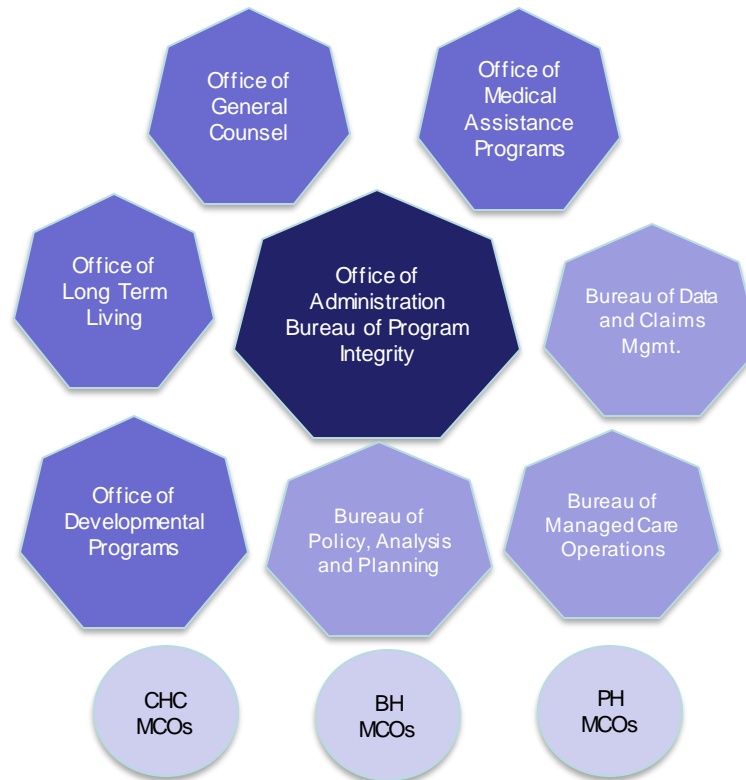 Office of
General
Counsel
Office of
Medical
Assistance
Programs
Office of
Long Term
Living
Office of
Administration
Bureau of Program
Integrity
Bureau of Data
and Claims
Mgmt.
Office of
Developmental
Programs
Bureau of
Policy, Analysis
and Planning
Bureau of
Managed Care
Operations
CHC
MCOs
BH
MCOs
PH
MCOs